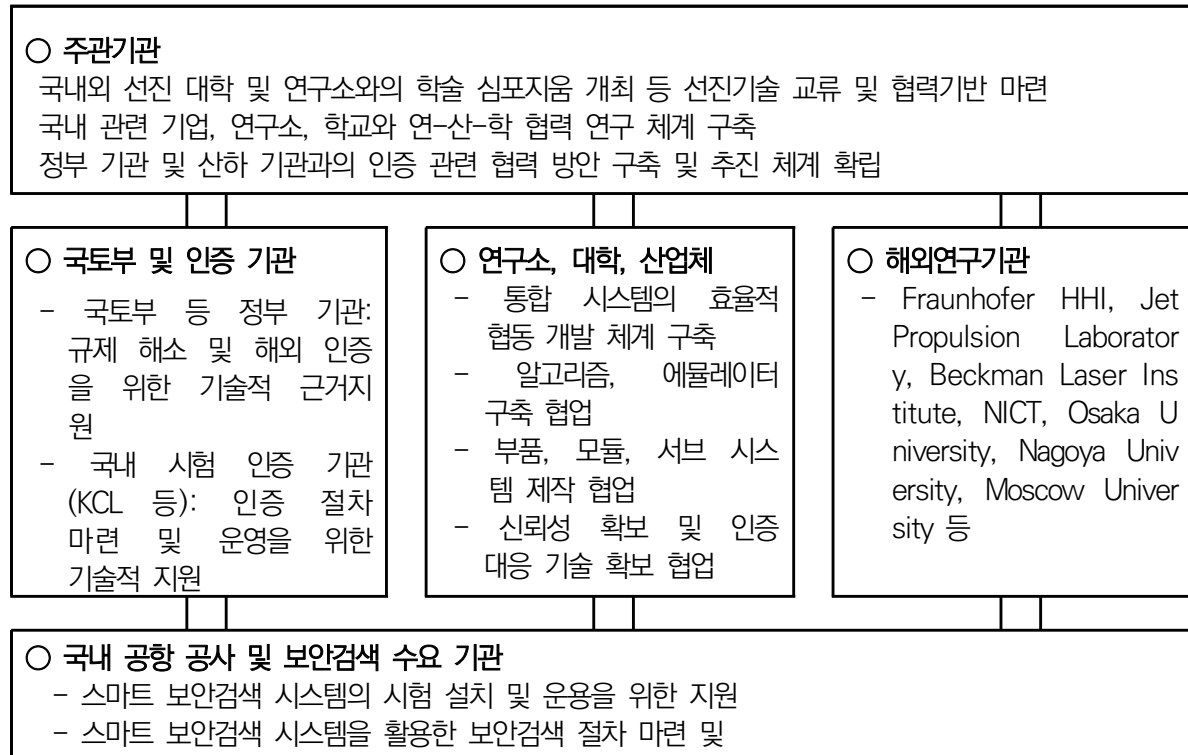 ○ 주관기관
국내외 선진 대학 및 연구소와의 학술 심포지움 개최 등 선진기술 교류 및 협력기반 마련
국내 관련 기업, 연구소, 학교와 연-산-학 협력 연구 체계 구축
정부 기관 및 산하 기관과의 인증 관련 협력 방안 구축 및 추진 체계 확립
○ 국토부 및 인증 기관
- 국토부 등 정부 기관:
규제 해소 및 해외 인증
을 위한 기술적 근거지
원
- 국내 시험 인증 기관
(KCL 등): 인증 절차
마련 및 운영을 위한
기술적 지원
○ 연구소, 대학, 산업체
- 통합 시스템의 효율적
협동 개발 체계 구축
- 알고리즘, 에뮬레이터
구축 협업
- 부품, 모듈, 서브 시스
템 제작 협업
- 신뢰성 확보 및 인증
대응 기술 확보 협업
○ 해외연구기관
- Fraunhofer HHI, Jet
Propulsion Laborator
y, Beckman Laser Ins
titute, NICT, Osaka U
niversity, Nagoya Univ
ersity, Moscow Univer
sity 등
○ 국내 공항 공사 및 보안검색 수요 기관
- 스마트 보안검색 시스템의 시험 설치 및 운용을 위한 지원
- 스마트 보안검색 시스템을 활용한 보안검색 절차 마련 및